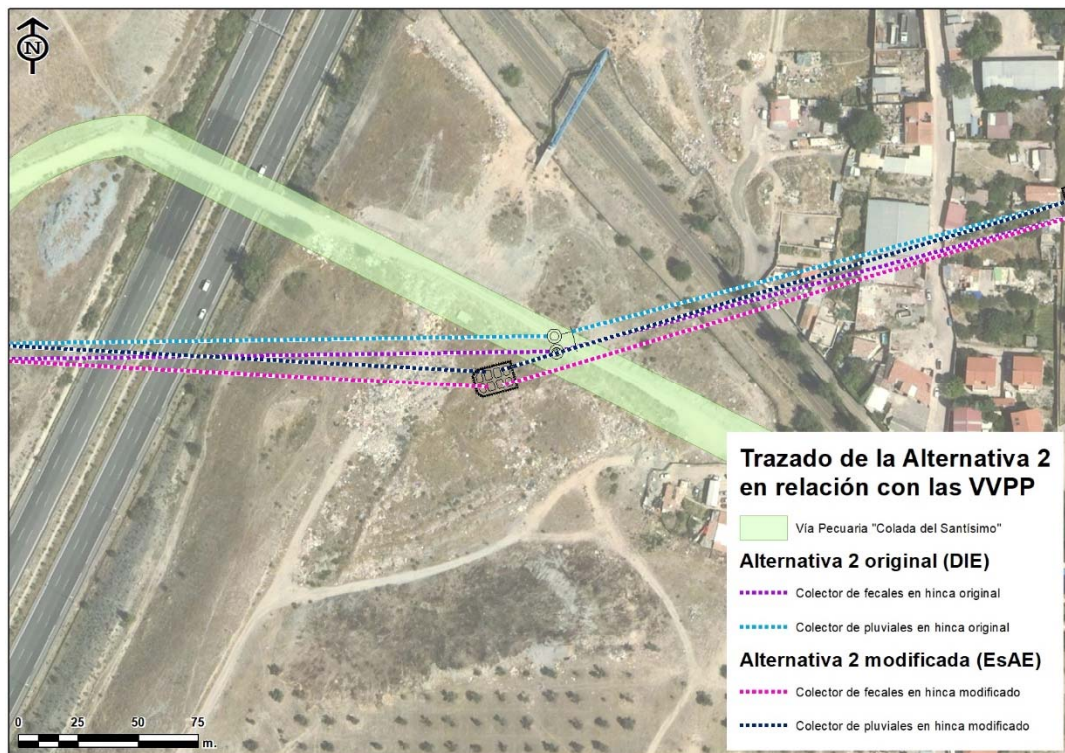 N
Trazado de la Alternativa 2
en relación con las VVPP
Vía Pecuaria "Colada del Santísimo"
Alternativa 2 original (DIE)
Colector de fecales en hinca original
Colector de pluviales en hinca original
Alternativa 2 modificada (EsAE)
Colector de fecales en hinca modificado
Colector de pluviales en hinca modificado
0 25 50 75
m.